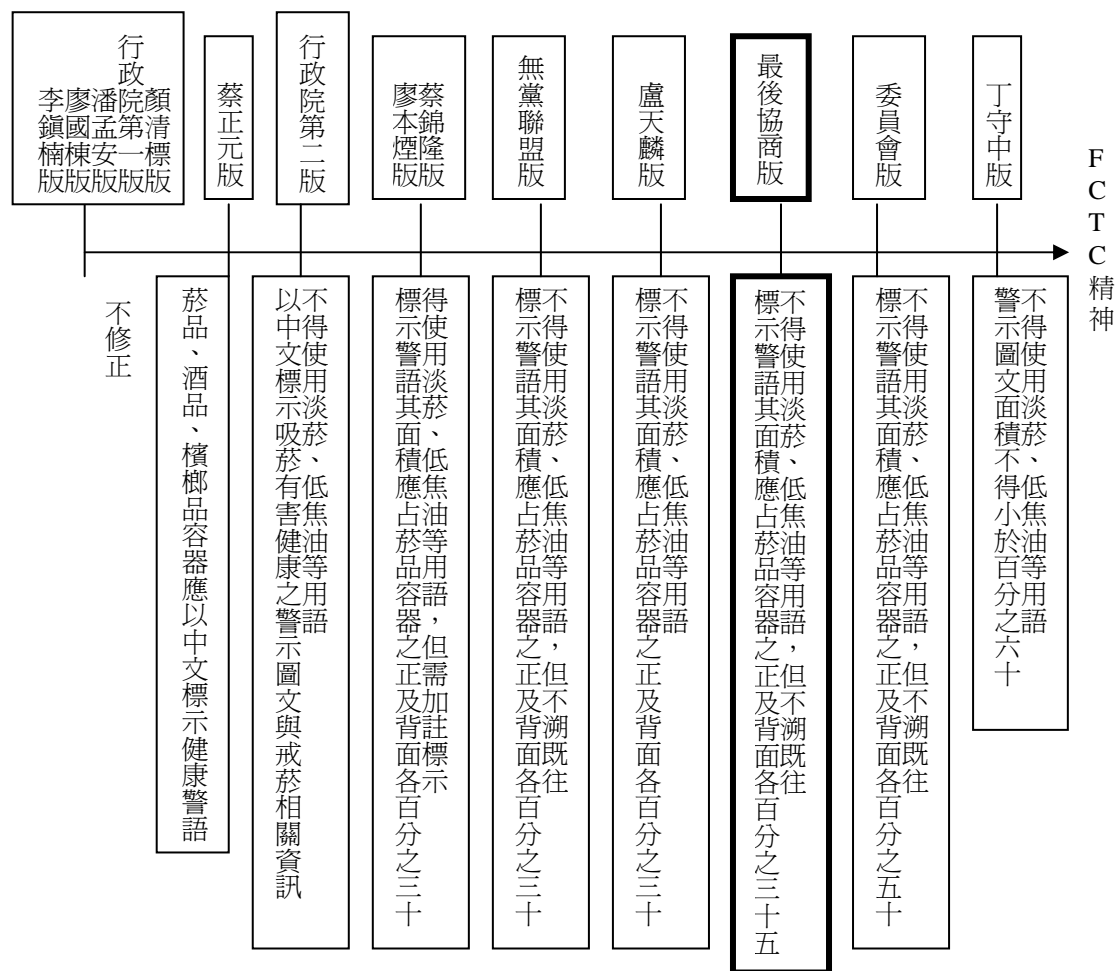 顏清標版
行政院第一版
潘孟安版
廖國棟版
李鎮楠版
蔡正元版
行政院第二版
蔡錦隆版
廖本煙版
無黨聯盟版
盧天麟版
最後協商版
委員會版
丁守中版
FCTC精神
不修正
菸品、酒品、檳榔品容器應以中文標示健康警語
不得使用淡菸、低焦油等用語
以中文標示吸菸有害健康之警示圖文與戒菸相關資訊
得使用淡菸、低焦油等用語，但需加註標示
標示警語其面積應占菸品容器之正及背面各百分之三十
不得使用淡菸、低焦油等用語，但不溯既往
標示警語其面積應占菸品容器之正及背面各百分之三十
不得使用淡菸、低焦油等用語
標示警語其面積應占菸品容器之正及背面各百分之三十
不得使用淡菸、低焦油等用語，但不溯既往
標示警語其面積應占菸品容器之正及背面各百分之三十五
不得使用淡菸、低焦油等用語，但不溯既往
標示警語其面積應占菸品容器之正及背面各百分之五十
不得使用淡菸、低焦油等用語
警示圖文面積不得小於百分之六十